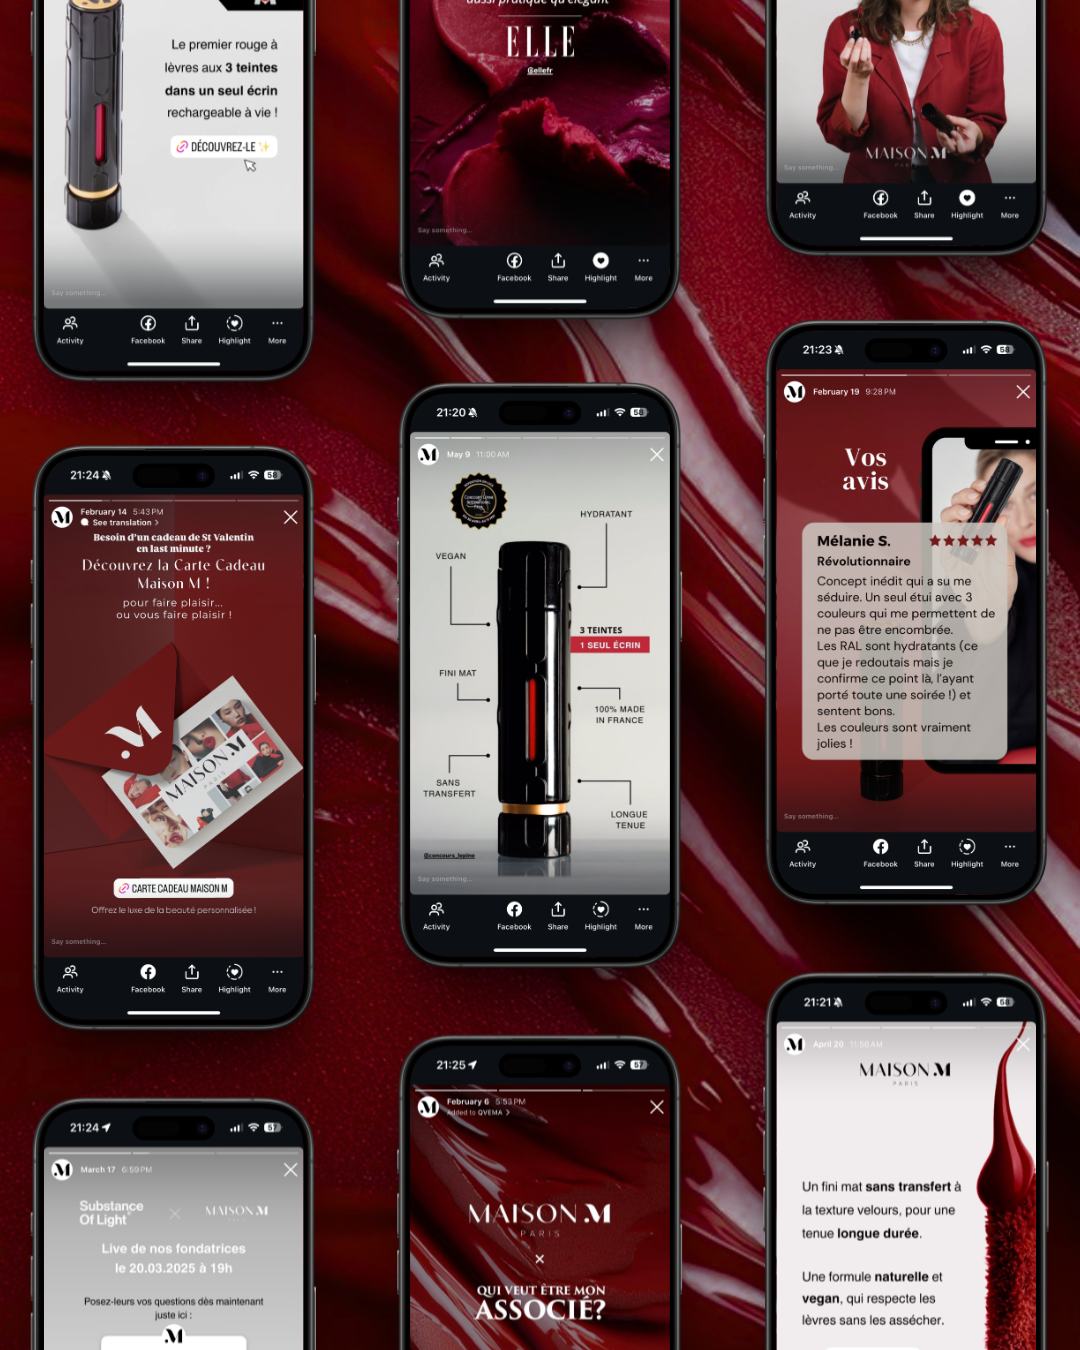 Le premier rouge à
lèvres aux 3 teintes
dans un seul écrin
rechargeable à vie !
DÉCOUVREZ-LE
Say something...
Activity
Facebook
Share
Highlight
More
aussi pratique qu'élégant
ELLE
@ellefr
Say something...
Activity
Facebook
Share
Highlight
More
MAISON M
Say something...
Activity
Facebook
Share
Highlight
More
21:24
58
February 14 5:43 PM
See translation >
Besoin d'un cadeau de St Valentin
en last minute ?
Découvrez la Carte Cadeau
Maison M !
pour faire plaisir...
ou vous faire plaisir !
M
MAISON M
PARIS
CARTE CADEAU MAISON M
Offrez le luxe de la beauté personnalisée !
Say something...
Activity
Facebook
Share
Highlight
More
21:20
58
M
May 9 11:00 AM
CONCOURS LÉPINE
INTERNATIONAL
PARIS
HYDRATANT
VEGAN
3 TEINTES
1 SEUL ÉCRIN
FINI MAT
100% MADE
IN FRANCE
SANS
TRANSFERT
LONGUE
TENUE
@concours_lepine
Say something...
Activity
Facebook
Share
Highlight
More
21:23
58
M
February 19 9:28 PM
Vos
avis
Mélanie S. ★★★★★
Révolutionnaire
Concept inédit qui a su me
séduire. Un seul étui avec 3
couleurs qui me permettent de
ne pas être encombrée.
Les RAL sont hydratants (ce
que je redoutais mais je
confirme ce point là, l'ayant
porté toute une soirée !) et
sentent bons.
Les couleurs sont vraiment
jolies !
Say something...
Activity
Facebook
Share
Highlight
More
21:24
57
M
March 17 6:59 PM
Substance
Of Light
×
MAISON M
PARIS
Live de nos fondatrices
le 20.03.2025 à 19h
Posez-leurs vos questions dès maintenant
juste ici :
M
21:25
57
M
February 6 5:53 PM
Added to QVEMA >
MAISON M
PARIS
×
QUI VEUT ÊTRE MON
ASSOCIÉ?
21:21
58
M
April 20 11:56 AM
MAISON M
PARIS
Un fini mat sans transfert à
la texture velours, pour une
tenue longue durée.
Une formule naturelle et
vegan, qui respecte les
lèvres sans les assécher.